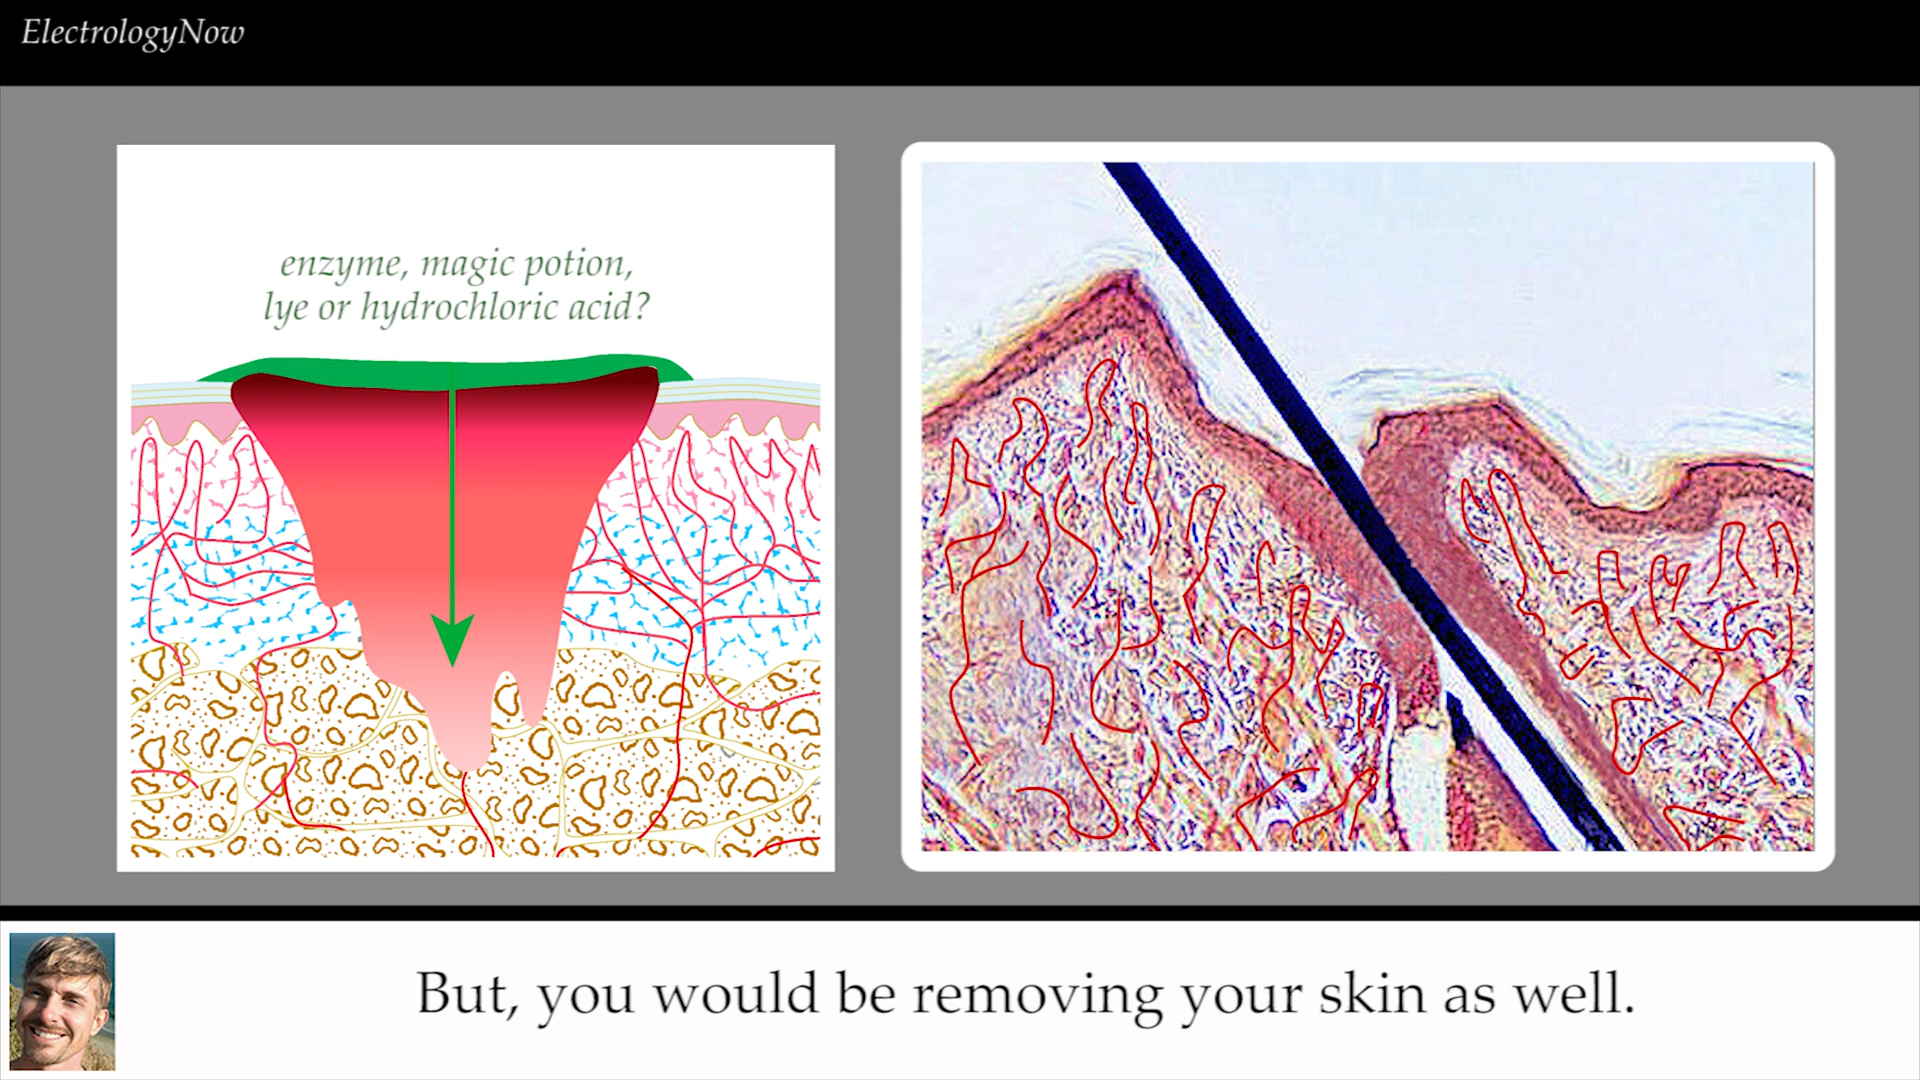 ElectrologyNow
enzyme, magic potion,
lye or hydrochloric acid?
But, you would be removing your skin as well.